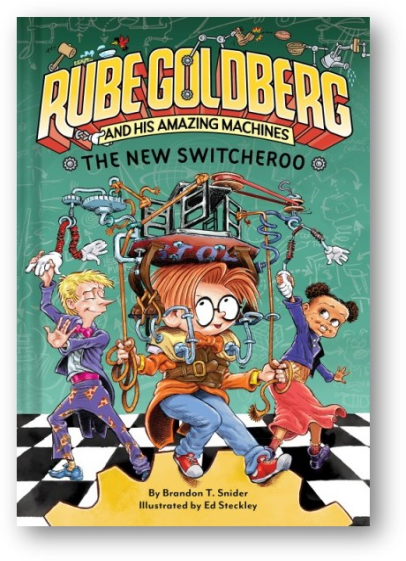 RUBE GOLDBERG
AND HIS AMAZING MACHINES
THE NEW SWITCHEROO
By Brandon T. Snider
Illustrated by Ed Steckley